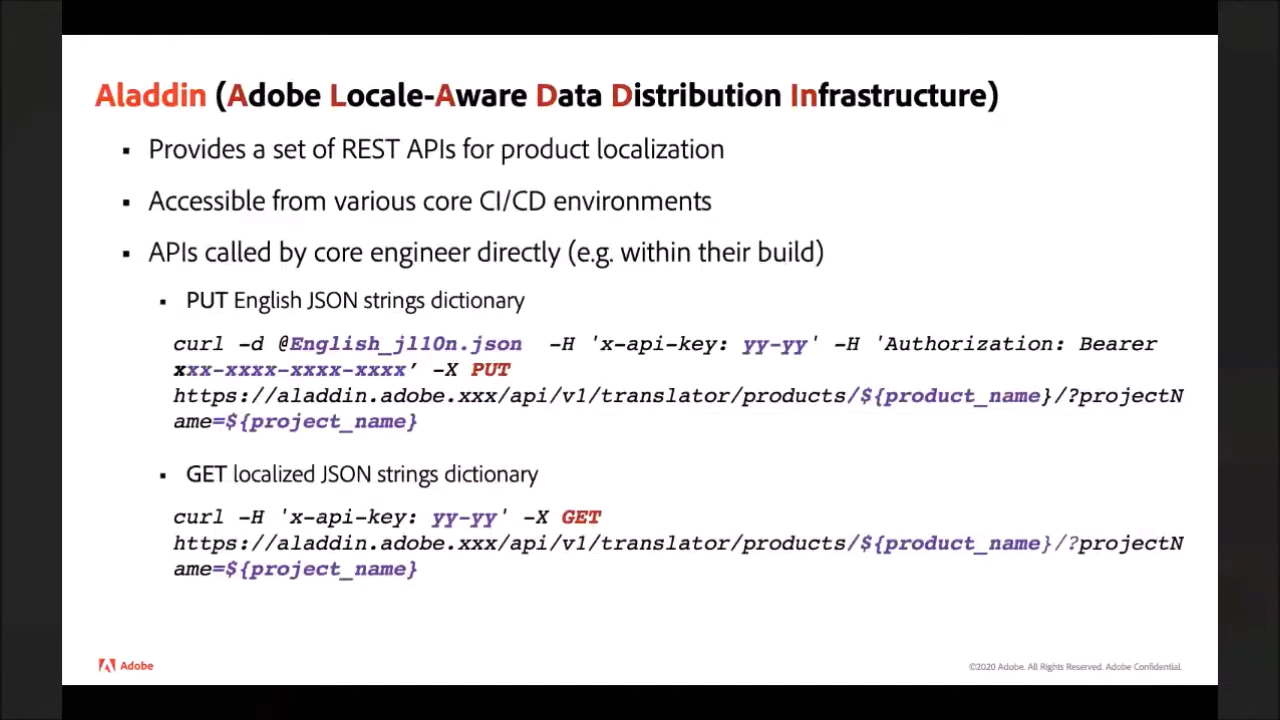 Aladdin (Adobe Locale-Aware Data Distribution Infrastructure)
▪ Provides a set of REST APIs for product localization
▪ Accessible from various core CI/CD environments
▪ APIs called by core engineer directly (e.g. within their build)
▪ PUT English JSON strings dictionary
curl -d @English_jl10n.json -H 'x-api-key: yy-yy' -H 'Authorization: Bearer
xxx-xxxx-xxxx-xxxx’ -X PUT
https://aladdin.adobe.xxx/api/v1/translator/products/${product_name}/?projectN
ame=${project_name}
▪ GET localized JSON strings dictionary
curl -H 'x-api-key: yy-yy' -X GET
https://aladdin.adobe.xxx/api/v1/translator/products/${product_name}/?projectN
ame=${project_name}
Adobe
©2020 Adobe. All Rights Reserved. Adobe Confidential.